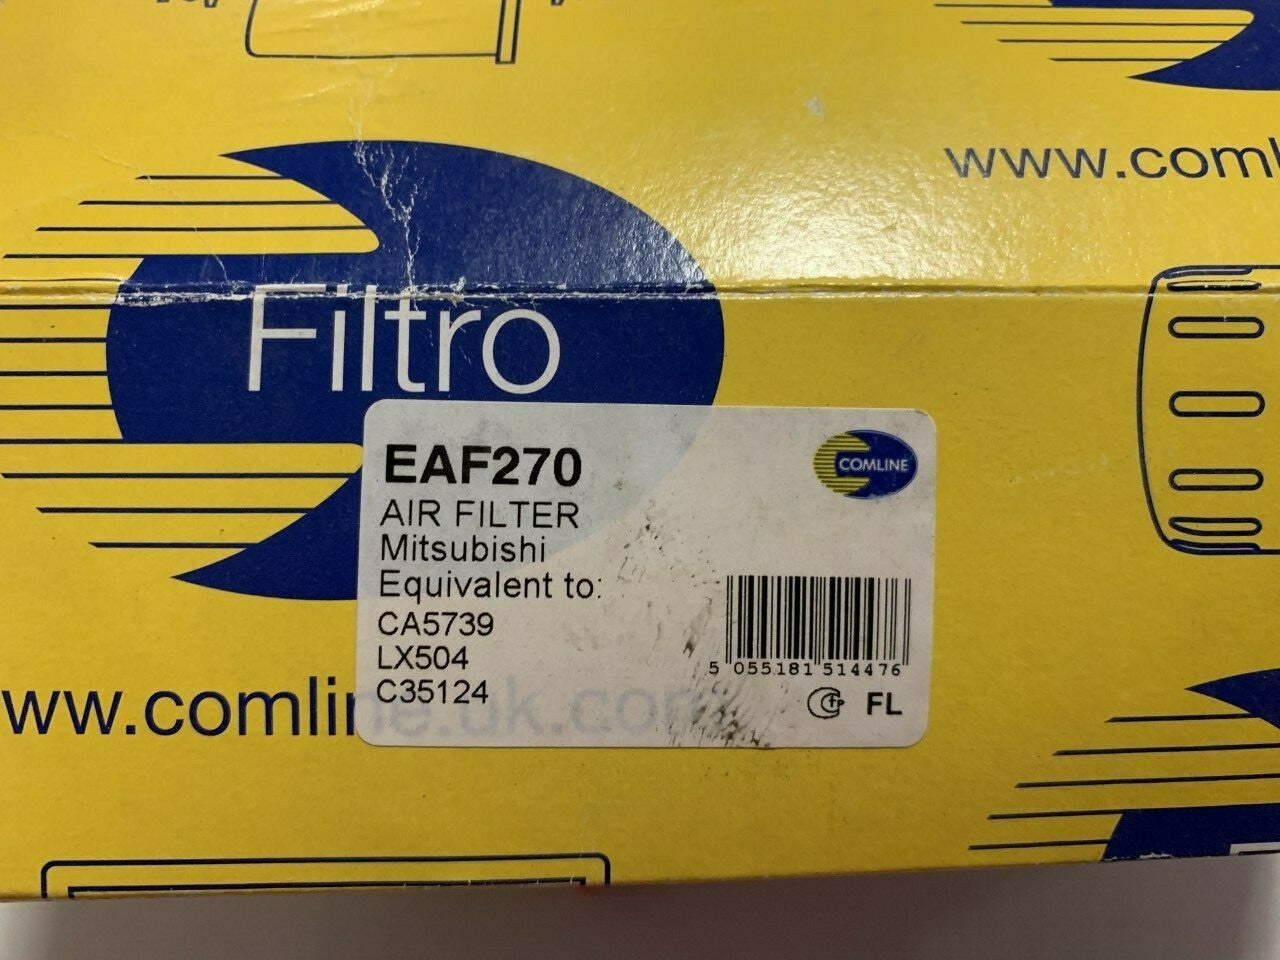 www.coml
Filtro
EAF270
COMLINE
AIR FILTER
Mitsubishi
Equivalent to:
CA5739
LX504
C35124
5 055181 514476
FL
ww.comline.uk.com